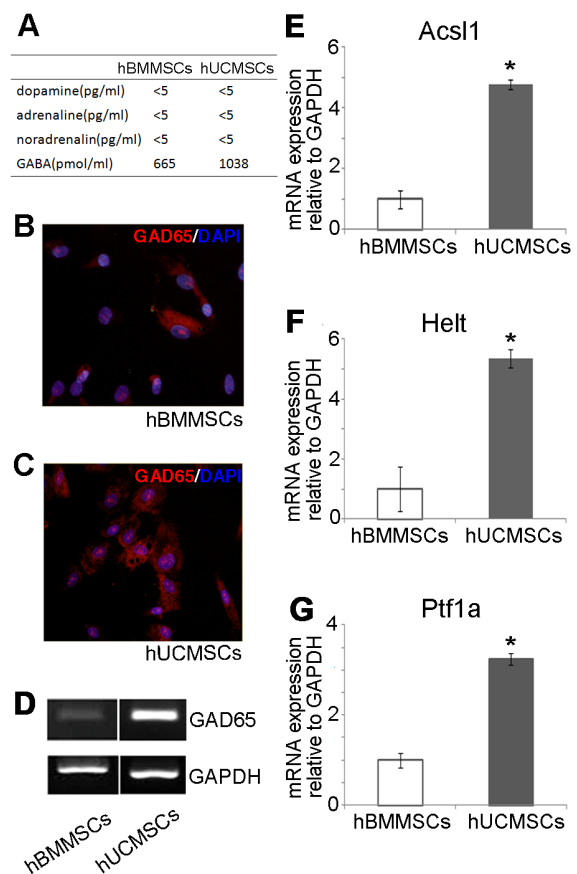 A
hBMMSCs hUCMSCs
dopamine(pg/ml) <5 <5
adrenaline(pg/ml) <5 <5
noradrenalin(pg/ml) <5 <5
GABA(pmol/ml) 665 1038
B
GAD65/DAPI
hBMMSCs
C
GAD65/DAPI
hUCMSCs
D
GAD65
GAPDH
hBMMSCs
hUCMSCs
E
Acsl1
mRNA expression
relative to GAPDH
6
4
2
0
*
hBMMSCs hUCMSCs
F
Helt
mRNA expression
relative to GAPDH
6
4
2
0
*
hBMMSCs hUCMSCs
G
Ptf1a
mRNA expression
relative to GAPDH
4
2
0
*
hBMMSCs hUCMSCs